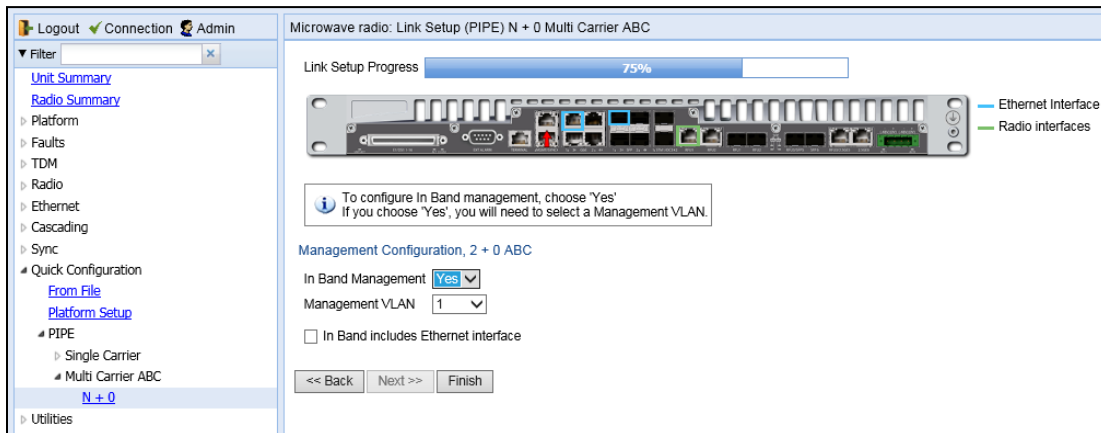 Logout Connection Admin
Filter
Unit Summary
Radio Summary
Platform
Faults
TDM
Radio
Ethernet
Cascading
Sync
Quick Configuration
From File
Platform Setup
PIPE
Single Carrier
Multi Carrier ABC
N + 0
Utilities
Microwave radio: Link Setup (PIPE) N + 0 Multi Carrier ABC
Link Setup Progress 75%
Ethernet Interface
Radio interfaces
To configure In Band management, choose 'Yes'
If you choose 'Yes', you will need to select a Management VLAN.
Management Configuration, 2 + 0 ABC
In Band Management Yes
Management VLAN 1
In Band includes Ethernet interface
<< Back Next >> Finish